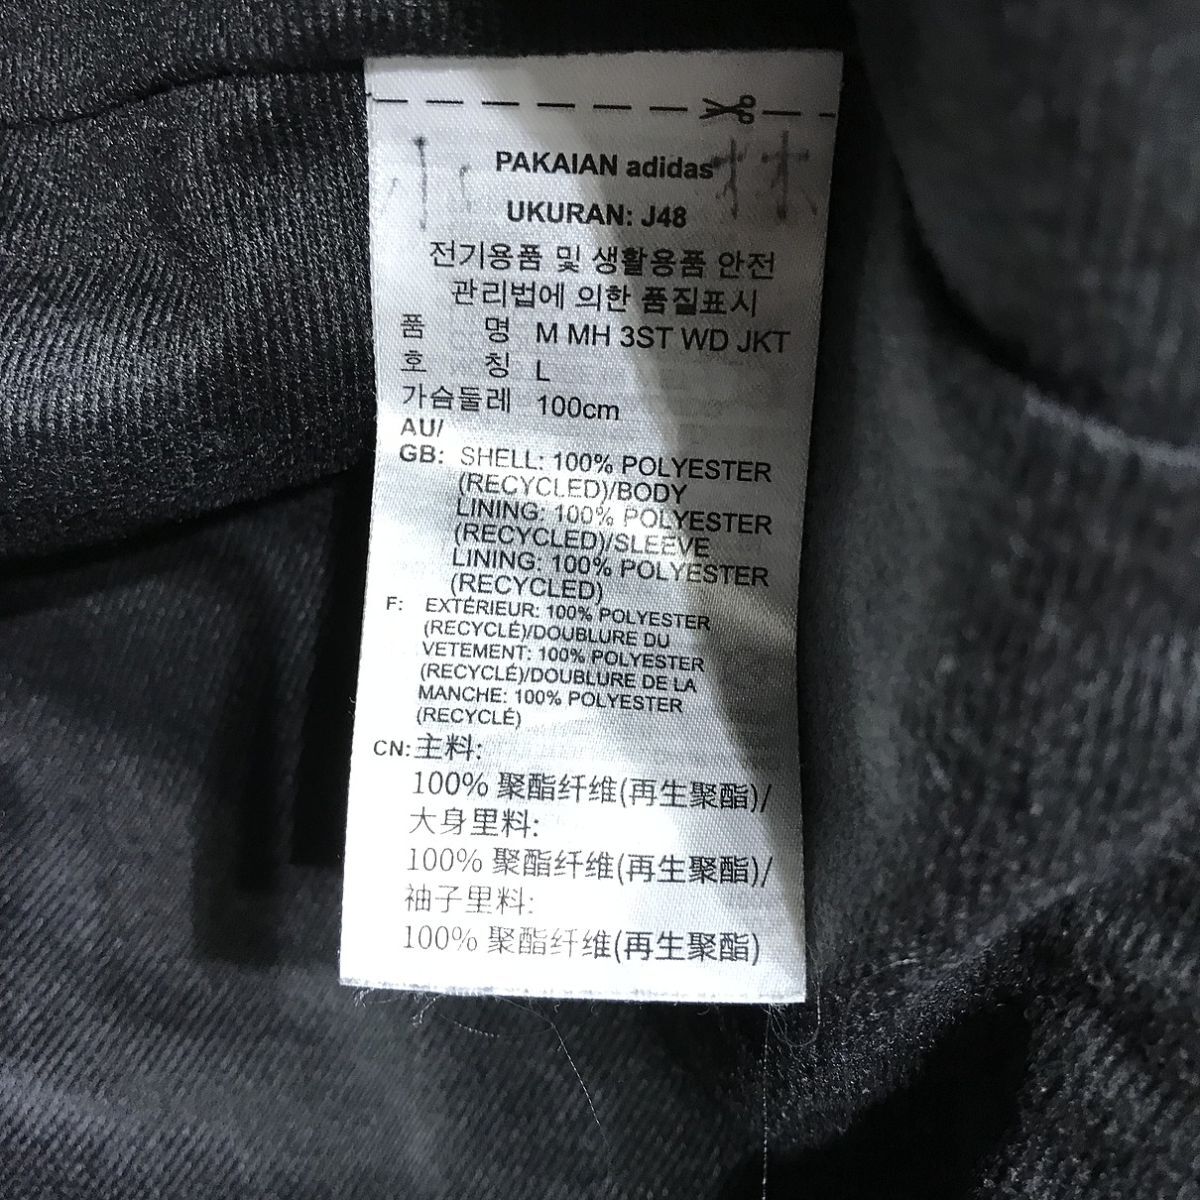 PAKAIAN adidas
UKURAN: J48
전기용품 및 생활용품 안전
관리법에 의한 품질표시
품 명 M MH 3ST WD JKT
호 칭 L
가슴둘레 100cm
AU/
GB: SHELL: 100% POLYESTER
(RECYCLED)/BODY
LINING: 100% POLYESTER
(RECYCLED)/SLEEVE
LINING: 100% POLYESTER
(RECYCLED)
F: EXTÉRIEUR: 100% POLYESTER
(RECYCLÉ)/DOUBLURE DU
VETEMENT: 100% POLYESTER
(RECYCLÉ)/DOUBLURE DE LA
MANCHE: 100% POLYESTER
(RECYCLÉ)
CN: 主料:
100% 聚酯纤维(再生聚酯)/
大身里料:
100% 聚酯纤维(再生聚酯)/
袖子里料:
100% 聚酯纤维(再生聚酯)